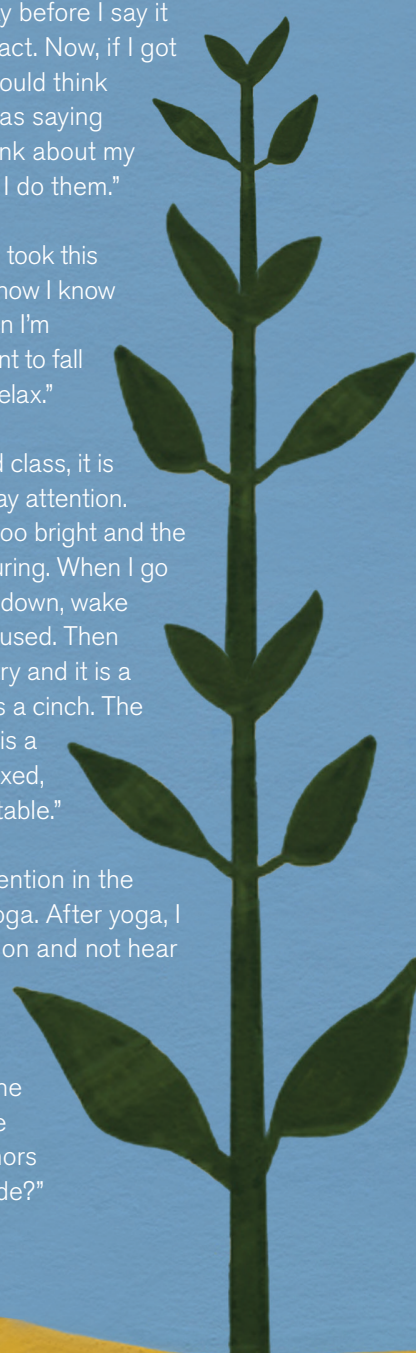 y before I say it
act. Now, if I got
ould think
as saying
nk about my
I do them.”
took this
now I know
n I’m
nt to fall
elax.”
d class, it is
ay attention.
oo bright and the
uring. When I go
down, wake
used. Then
ry and it is a
s a cinch. The
is a
xed,
table.”
ention in the
oga. After yoga, I
on and not hear
ne
e
nors
de?”